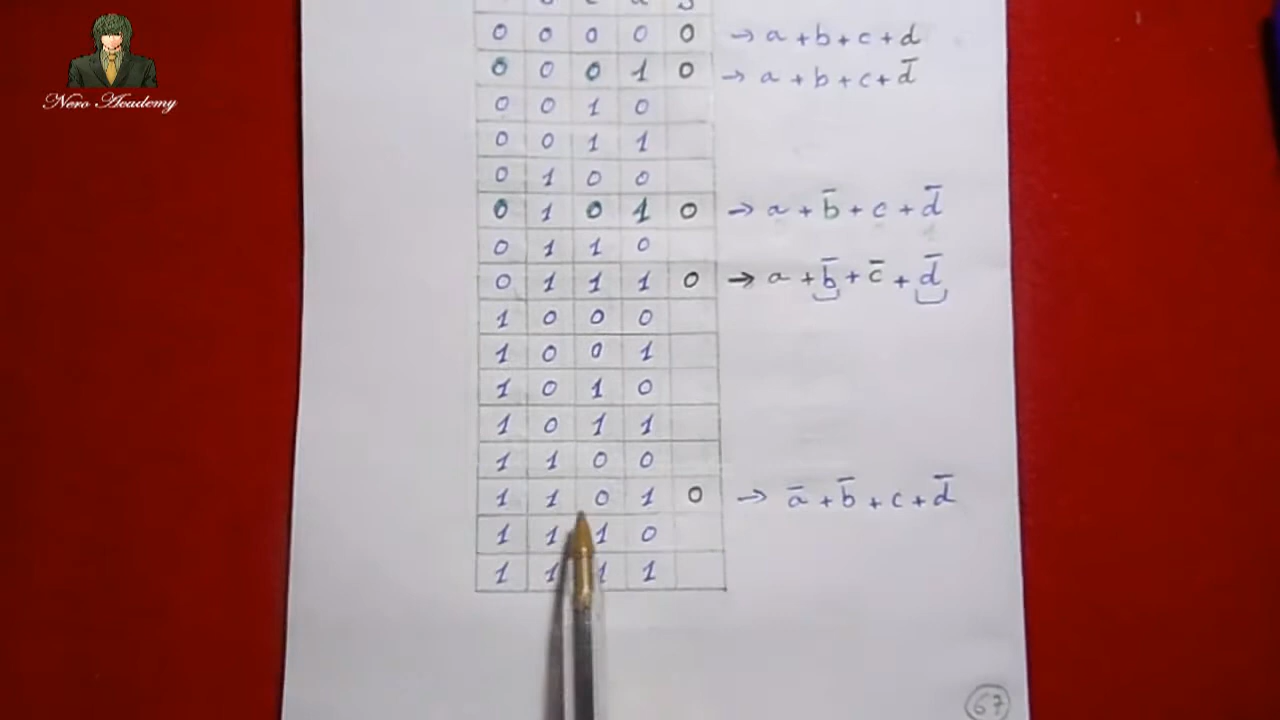 0 0 0 0 0 → a + b + c + d
Nero Academy
0 0 0 1 0 → a + b + c + d̅
0 0 1 0
0 0 1 1
0 1 0 0
0 1 0 1 0 → a + b̅ + c + d̅
0 1 1 0
0 1 1 1 0 → a + b̅ + c̅ + d̅
1 0 0 0
1 0 0 1
1 0 1 0
1 0 1 1
1 1 0 0
1 1 0 1 0 → a̅ + b̅ + c + d̅
1 1 1 0
1 1 1 1
67